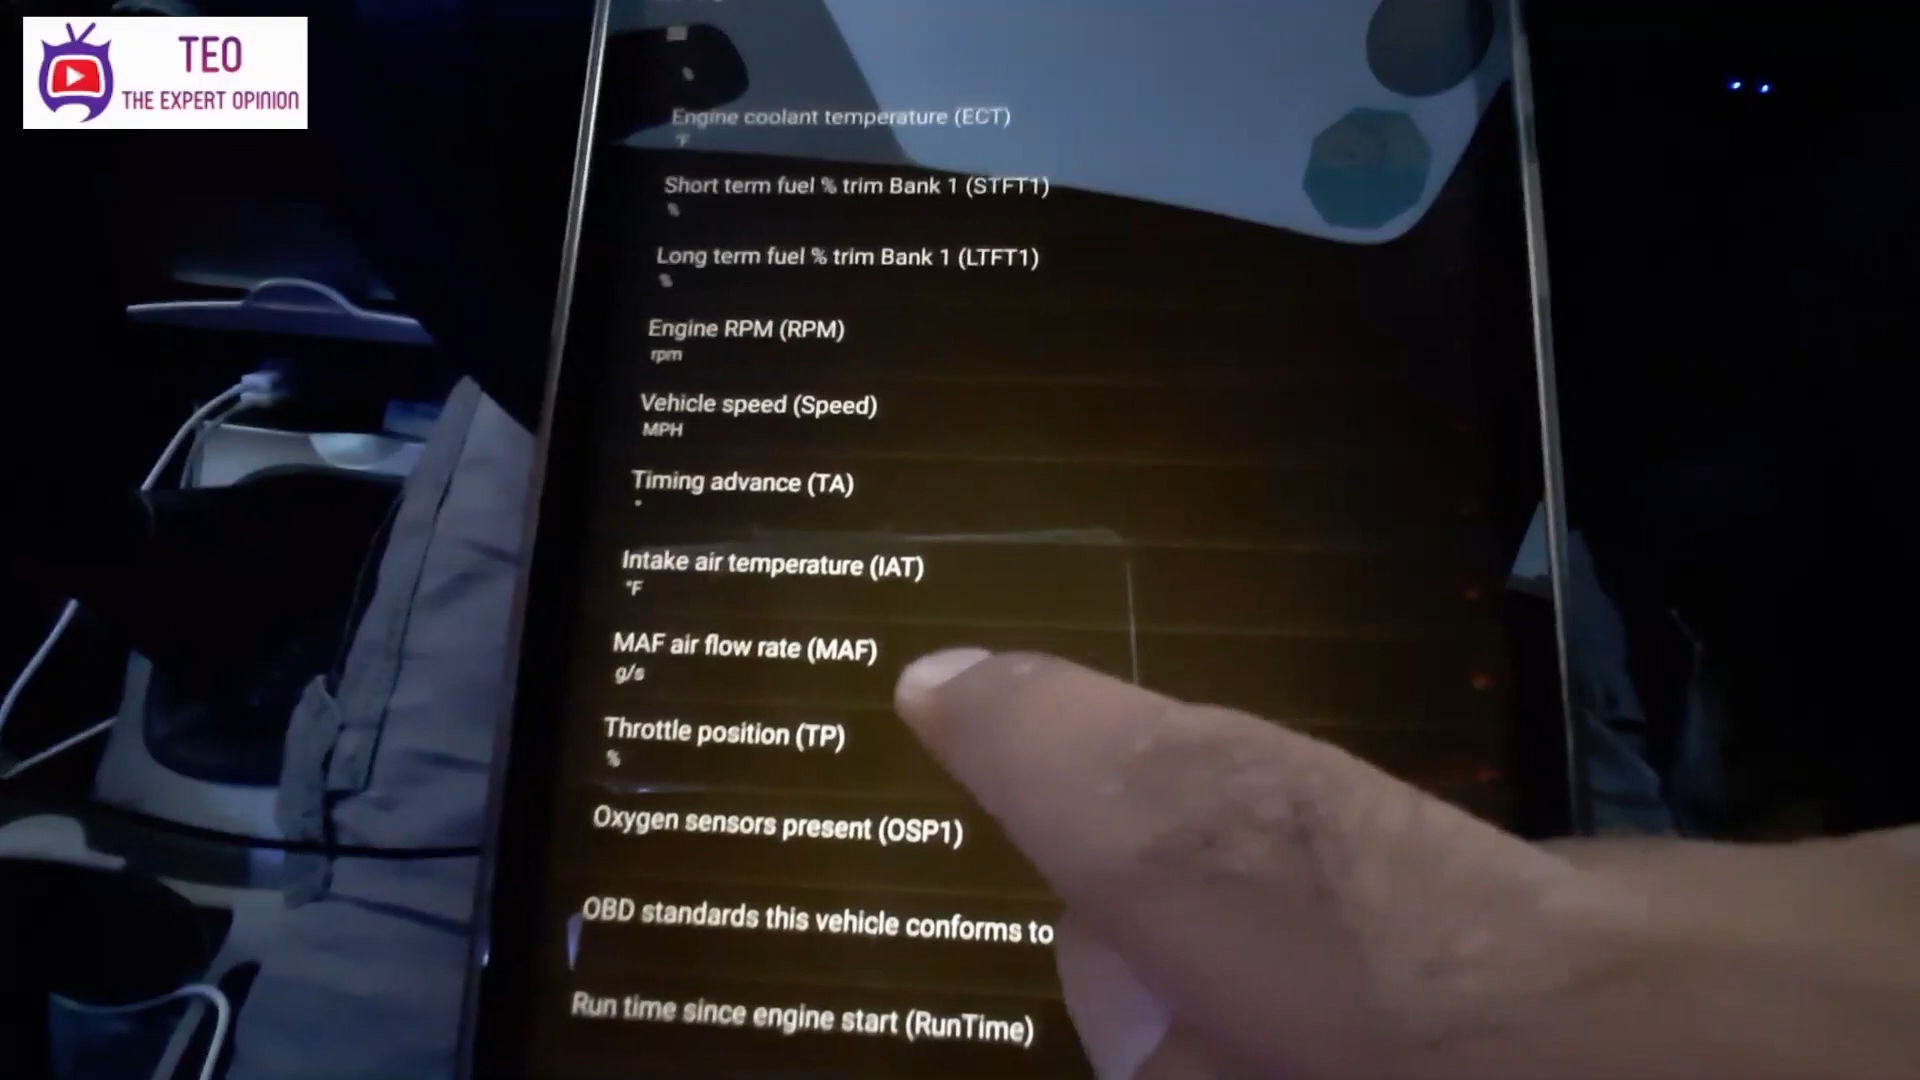 TEO
THE EXPERT OPINION
%
Engine coolant temperature (ECT)
°F
Short term fuel % trim Bank 1 (STFT1)
%
Long term fuel % trim Bank 1 (LTFT1)
%
Engine RPM (RPM)
rpm
Vehicle speed (Speed)
MPH
Timing advance (TA)
°
Intake air temperature (IAT)
°F
MAF air flow rate (MAF)
g/s
Throttle position (TP)
%
Oxygen sensors present (OSP1)
OBD standards this vehicle conforms to
Run time since engine start (RunTime)